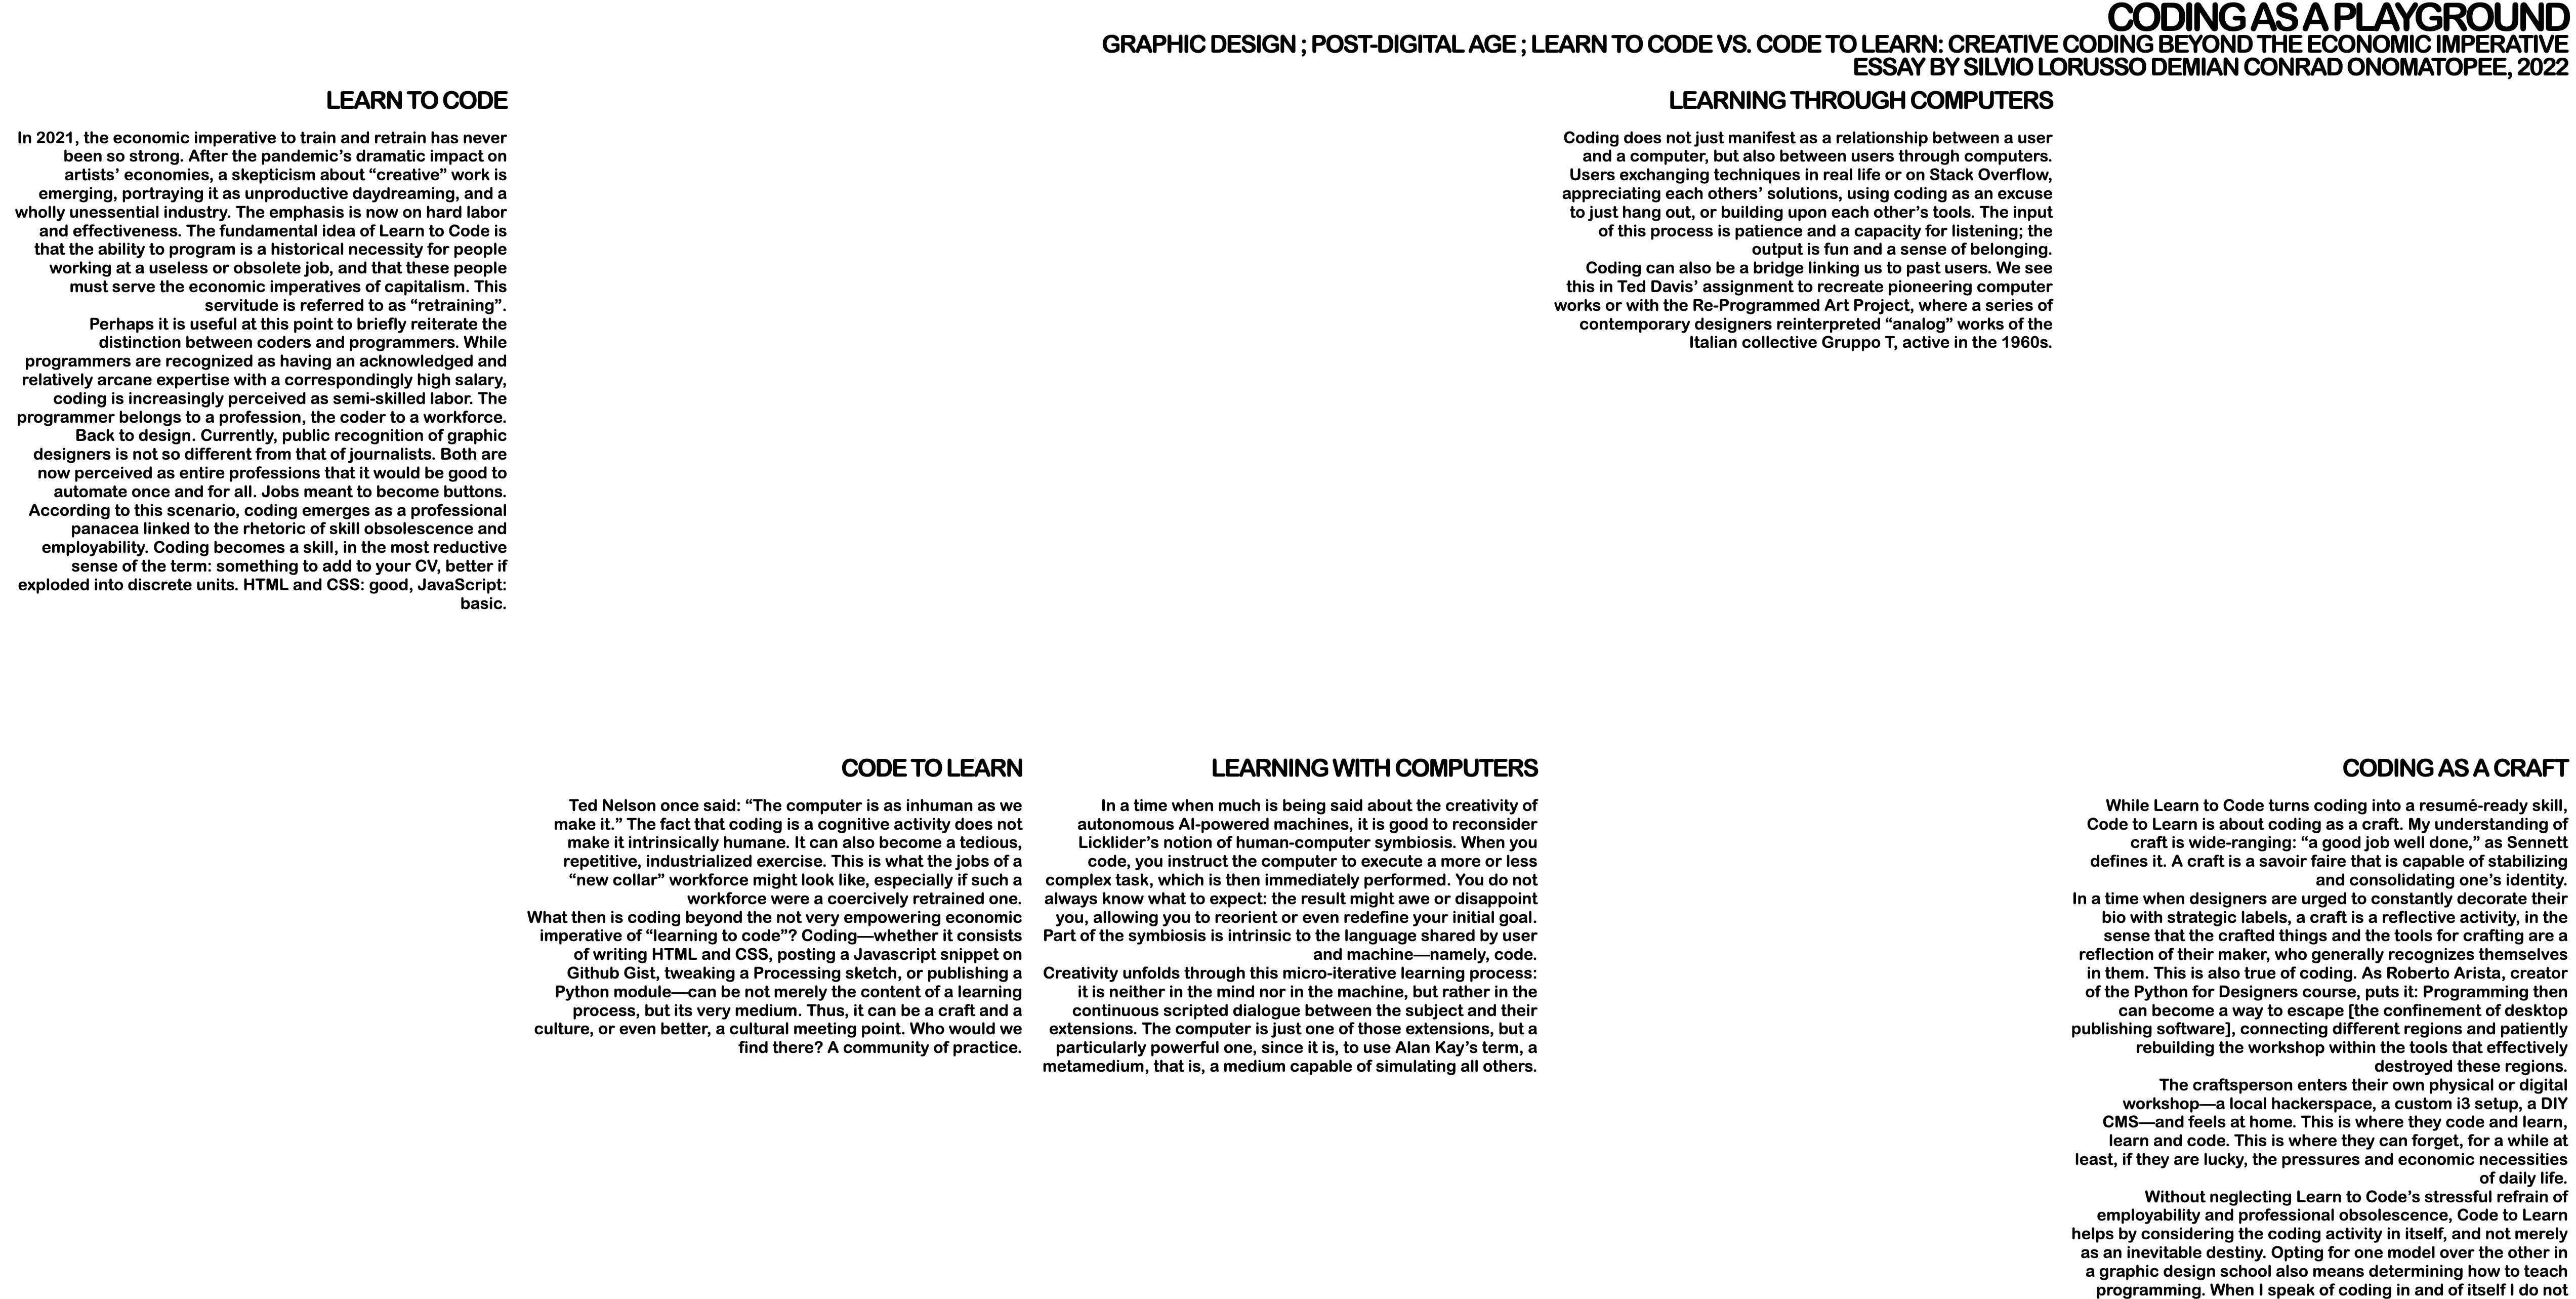 CODING AS A PLAYGROUND
GRAPHIC DESIGN ; POST-DIGITAL AGE ; LEARN TO CODE VS. CODE TO LEARN: CREATIVE CODING BEYOND THE ECONOMIC IMPERATIVE
ESSAY BY SILVIO LORUSSO DEMIAN CONRAD ONOMATOPEE, 2022
LEARN TO CODE
In 2021, the economic imperative to train and retrain has never
been so strong. After the pandemic’s dramatic impact on
artists’ economies, a skepticism about “creative” work is
emerging, portraying it as unproductive daydreaming, and a
wholly unessential industry. The emphasis is now on hard labor
and effectiveness. The fundamental idea of Learn to Code is
that the ability to program is a historical necessity for people
working at a useless or obsolete job, and that these people
must serve the economic imperatives of capitalism. This
servitude is referred to as “retraining”.
Perhaps it is useful at this point to briefly reiterate the
distinction between coders and programmers. While
programmers are recognized as having an acknowledged and
relatively arcane expertise with a correspondingly high salary,
coding is increasingly perceived as semi-skilled labor. The
programmer belongs to a profession, the coder to a workforce.
Back to design. Currently, public recognition of graphic
designers is not so different from that of journalists. Both are
now perceived as entire professions that it would be good to
automate once and for all. Jobs meant to become buttons.
According to this scenario, coding emerges as a professional
panacea linked to the rhetoric of skill obsolescence and
employability. Coding becomes a skill, in the most reductive
sense of the term: something to add to your CV, better if
exploded into discrete units. HTML and CSS: good, JavaScript:
basic.
CODE TO LEARN
Ted Nelson once said: “The computer is as inhuman as we
make it.” The fact that coding is a cognitive activity does not
make it intrinsically humane. It can also become a tedious,
repetitive, industrialized exercise. This is what the jobs of a
“new collar” workforce might look like, especially if such a
workforce were a coercively retrained one.
What then is coding beyond the not very empowering economic
imperative of “learning to code”? Coding—whether it consists
of writing HTML and CSS, posting a Javascript snippet on
Github Gist, tweaking a Processing sketch, or publishing a
Python module—can be not merely the content of a learning
process, but its very medium. Thus, it can be a craft and a
culture, or even better, a cultural meeting point. Who would we
find there? A community of practice.
LEARNING WITH COMPUTERS
In a time when much is being said about the creativity of
autonomous AI-powered machines, it is good to reconsider
Licklider’s notion of human-computer symbiosis. When you
code, you instruct the computer to execute a more or less
complex task, which is then immediately performed. You do not
always know what to expect: the result might awe or disappoint
you, allowing you to reorient or even redefine your initial goal.
Part of the symbiosis is intrinsic to the language shared by user
and machine—namely, code.
Creativity unfolds through this micro-iterative learning process:
it is neither in the mind nor in the machine, but rather in the
continuous scripted dialogue between the subject and their
extensions. The computer is just one of those extensions, but a
particularly powerful one, since it is, to use Alan Kay’s term, a
metamedium, that is, a medium capable of simulating all others.
LEARNING THROUGH COMPUTERS
Coding does not just manifest as a relationship between a user
and a computer, but also between users through computers.
Users exchanging techniques in real life or on Stack Overflow,
appreciating each others’ solutions, using coding as an excuse
to just hang out, or building upon each other’s tools. The input
of this process is patience and a capacity for listening; the
output is fun and a sense of belonging.
Coding can also be a bridge linking us to past users. We see
this in Ted Davis’ assignment to recreate pioneering computer
works or with the Re-Programmed Art Project, where a series of
contemporary designers reinterpreted “analog” works of the
Italian collective Gruppo T, active in the 1960s.
CODING AS A CRAFT
While Learn to Code turns coding into a resumé-ready skill,
Code to Learn is about coding as a craft. My understanding of
craft is wide-ranging: “a good job well done,” as Sennett
defines it. A craft is a savoir faire that is capable of stabilizing
and consolidating one’s identity.
In a time when designers are urged to constantly decorate their
bio with strategic labels, a craft is a reflective activity, in the
sense that the crafted things and the tools for crafting are a
reflection of their maker, who generally recognizes themselves
in them. This is also true of coding. As Roberto Arista, creator
of the Python for Designers course, puts it: Programming then
can become a way to escape [the confinement of desktop
publishing software], connecting different regions and patiently
rebuilding the workshop within the tools that effectively
destroyed these regions.
The craftsperson enters their own physical or digital
workshop—a local hackerspace, a custom i3 setup, a DIY
CMS—and feels at home. This is where they code and learn,
learn and code. This is where they can forget, for a while at
least, if they are lucky, the pressures and economic necessities
of daily life.
Without neglecting Learn to Code’s stressful refrain of
employability and professional obsolescence, Code to Learn
helps by considering the coding activity in itself, and not merely
as an inevitable destiny. Opting for one model over the other in
a graphic design school also means determining how to teach
programming. When I speak of coding in and of itself I do not